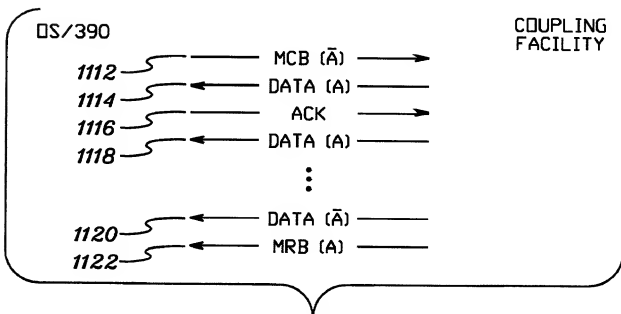 OS/390
COUPLING
FACILITY
1112 MCB (Ā)
1114 DATA (A)
1116 ACK
1118 DATA (A)
1120 DATA (Ā)
1122 MRB (A)